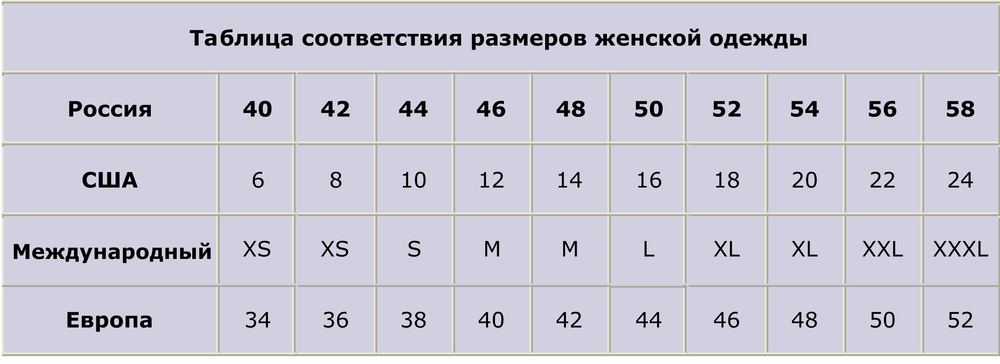 Таблица соответствия размеров женской одежды
Россия 40 42 44 46 48 50 52 54 56 58
США 6 8 10 12 14 16 18 20 22 24
Международный XS XS S M M L XL XL XXL XXXL
Европа 34 36 38 40 42 44 46 48 50 52